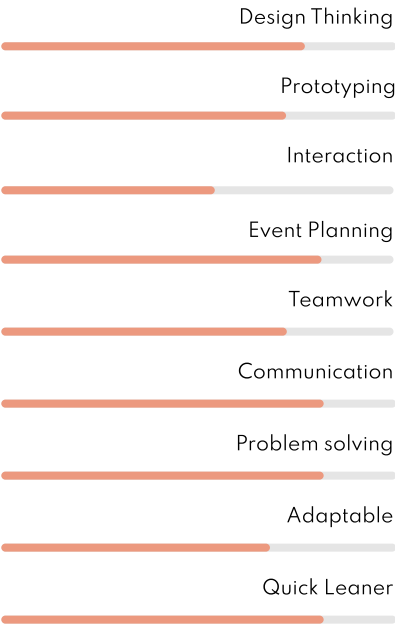 Design Thinking
Prototyping
Interaction
Event Planning
Teamwork
Communication
Problem solving
Adaptable
Quick Leaner